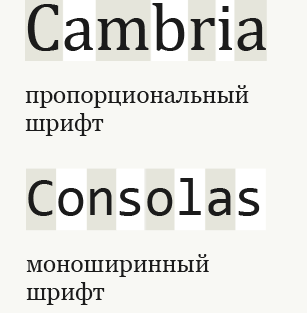 Cambria
пропорциональный
шрифт
Consolas
моноширинный
шрифт